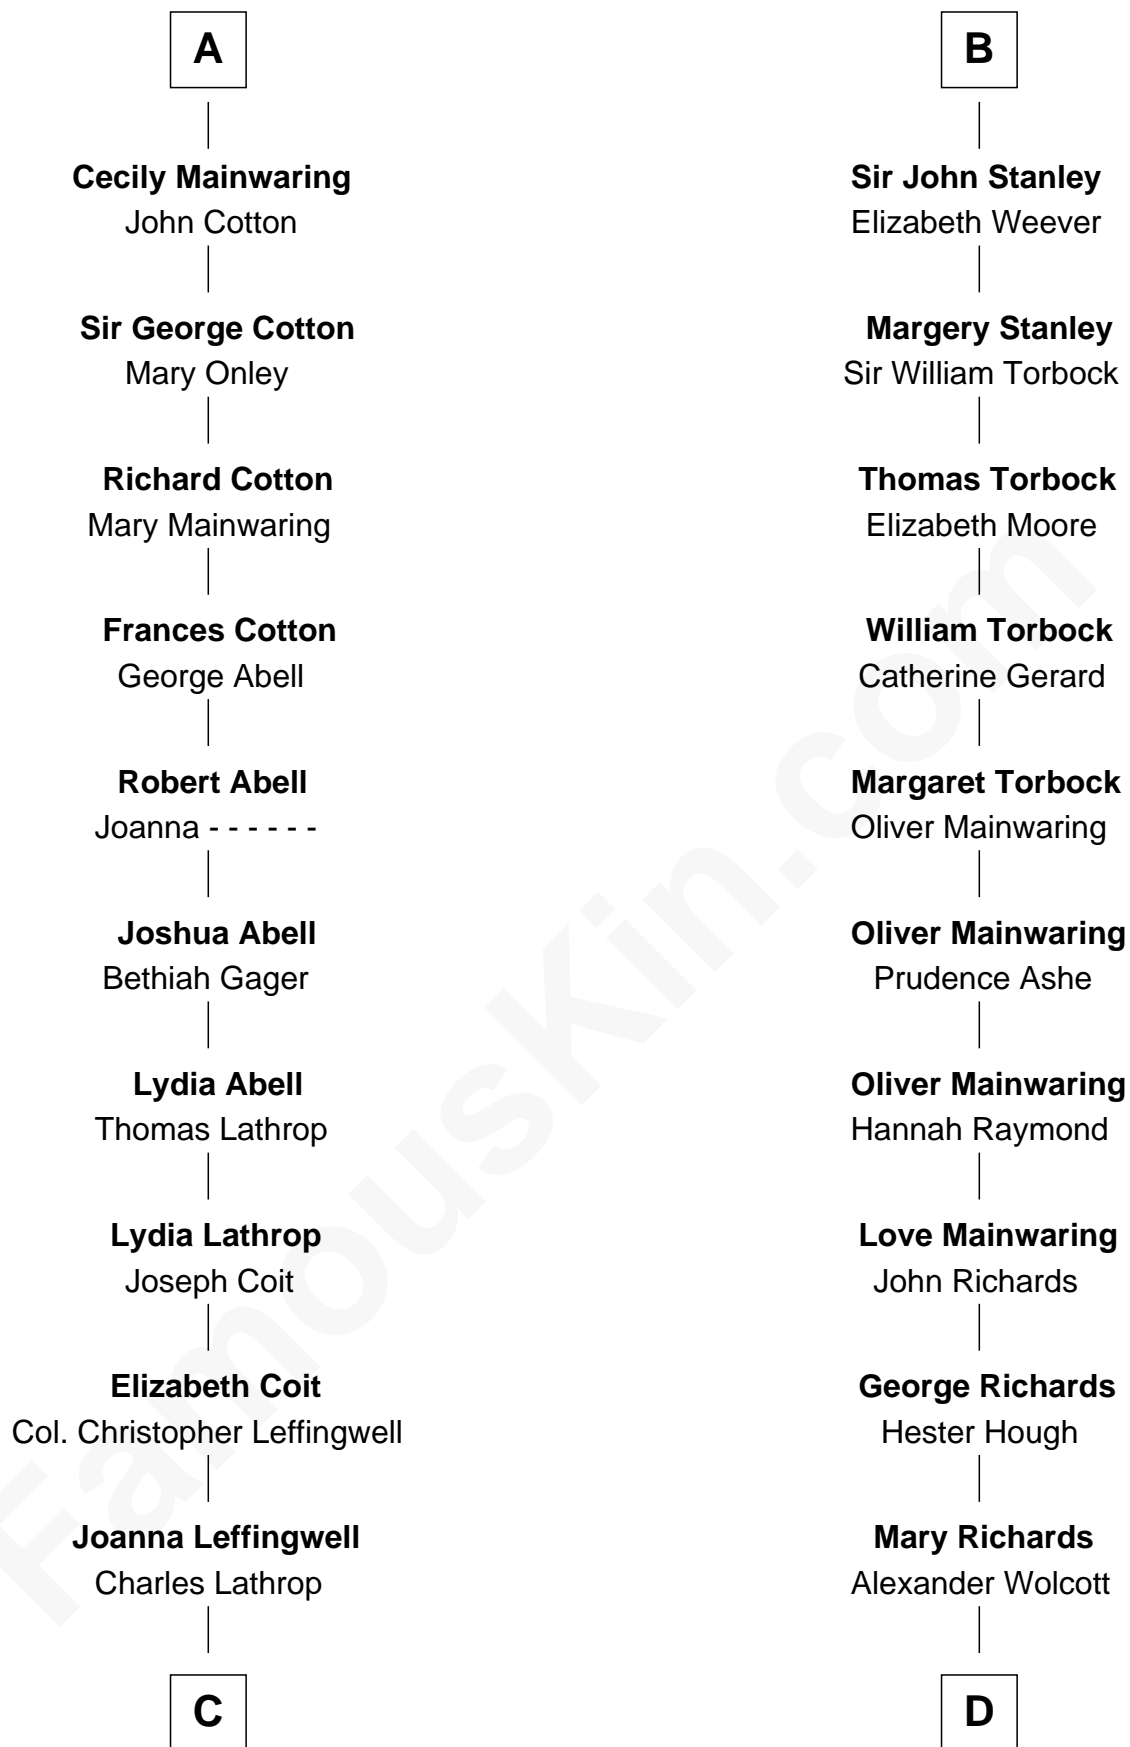 A
Cecily Mainwaring
John Cotton
Sir George Cotton
Mary Onley
Richard Cotton
Mary Mainwaring
Frances Cotton
George Abell
Robert Abell
Joanna - - - - - -
Joshua Abell
Bethiah Gager
Lydia Abell
Thomas Lathrop
Lydia Lathrop
Joseph Coit
Elizabeth Coit
Col. Christopher Leffingwell
Joanna Leffingwell
Charles Lathrop
C
B
Sir John Stanley
Elizabeth Weever
Margery Stanley
Sir William Torbock
Thomas Torbock
Elizabeth Moore
William Torbock
Catherine Gerard
Margaret Torbock
Oliver Mainwaring
Oliver Mainwaring
Prudence Ashe
Oliver Mainwaring
Hannah Raymond
Love Mainwaring
John Richards
George Richards
Hester Hough
Mary Richards
Alexander Wolcott
D
FamousKin.com